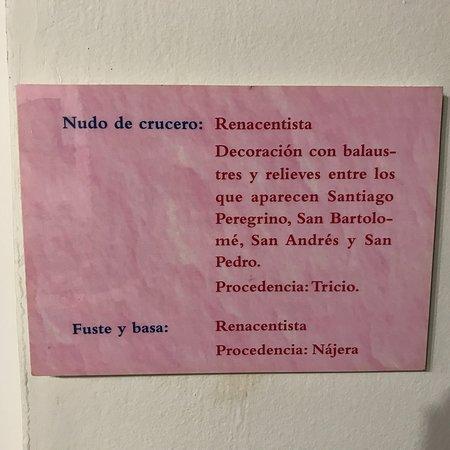 Nudo de crucero: Renacentista
Decoración con balaus-
tres y relieves entre los
que aparecen Santiago
Peregrino, San Bartolo-
mé, San Andrés y San
Pedro.
Procedencia: Tricio.
Fuste y basa: Renacentista
Procedencia: Nájera